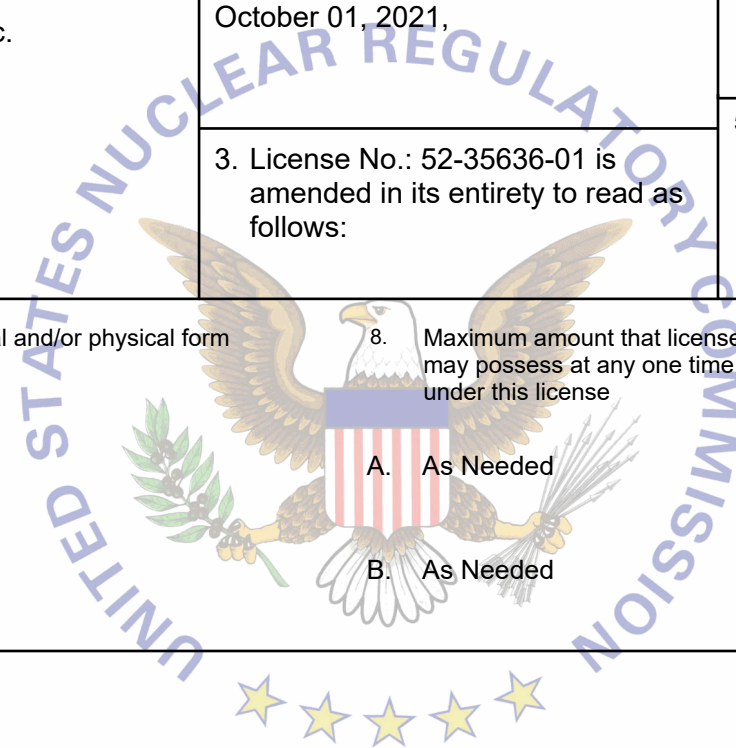 October 01, 2021,
c.
3. License No.: 52-35636-01 is
amended in its entirety to read as
follows:
and/or physical form
8. Maximum amount that license
may possess at any one time
under this license
A. As Needed
B. As Needed
UNITED STATES NUCLEAR REGULATORY COMMISSION